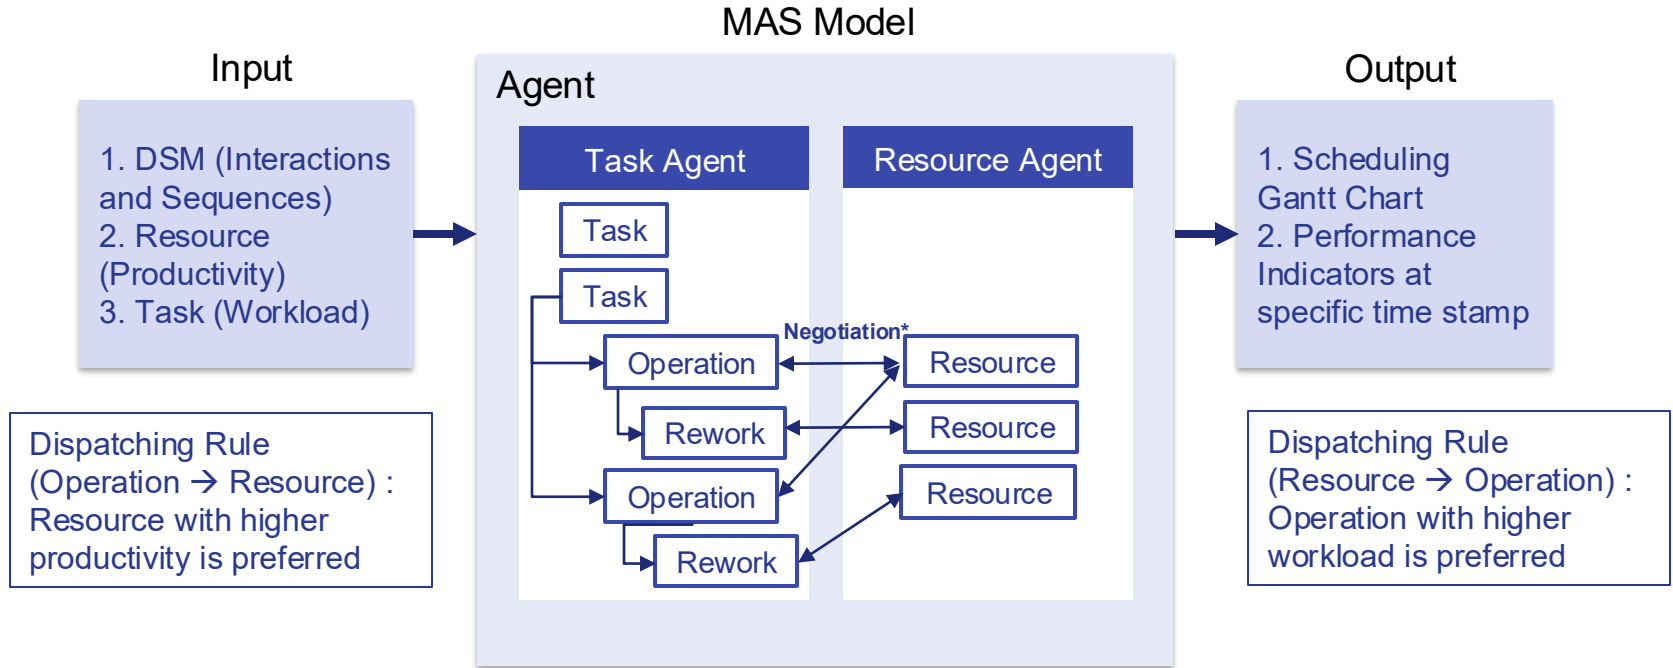 MAS Model
Input
Agent
Output
1. DSM (Interactions
and Sequences)
2. Resource
(Productivity)
3. Task (Workload)
Task Agent
Resource Agent
Task
Task
Negotiation*
Operation
Resource
Rework
Resource
Operation
Resource
Rework
1. Scheduling
Gantt Chart
2. Performance
Indicators at
specific time stamp
Dispatching Rule
(Operation → Resource) :
Resource with higher
productivity is preferred
Dispatching Rule
(Resource → Operation) :
Operation with higher
workload is preferred